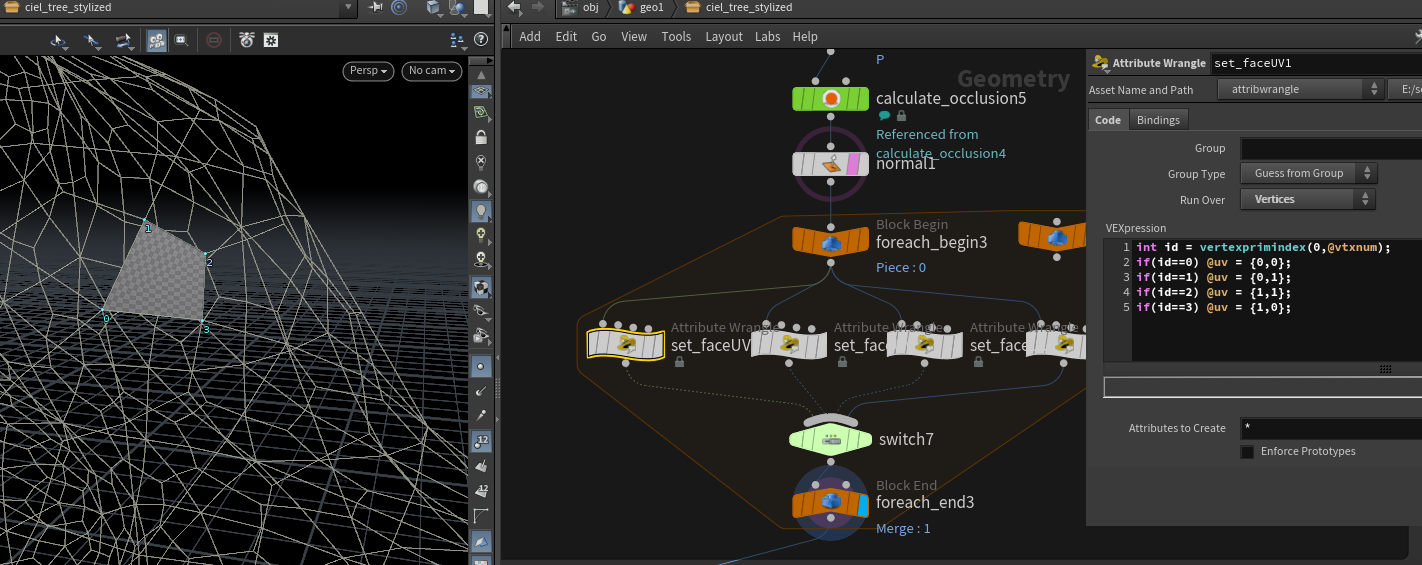 ciel_tree_stylized
Persp
No cam
1
2
0
3
12
12
obj
geo1
ciel_tree_stylized
Add
Edit
Go
View
Tools
Layout
Labs
Help
Geometry
P
calculate_occlusion5
Referenced from
calculate_occlusion4
normal1
Block Begin
foreach_begin3
Piece : 0
Attribute Wrangle
set_faceUV
Attribute Wrangle
set_fac
Attribute Wrangle
set_face
switch7
Block End
foreach_end3
Merge : 1
Attribute Wrangle
set_faceUV1
Asset Name and Path
attribwrangle
E:/s
Code
Bindings
Group
Group Type
Guess from Group
Run Over
Vertices
VEXpression
1 int id = vertexprimindex(0,@vtxnum);
2 if(id==0) @uv = {0,0};
3 if(id==1) @uv = {0,1};
4 if(id==2) @uv = {1,1};
5 if(id==3) @uv = {1,0};
Attributes to Create
*
Enforce Prototypes